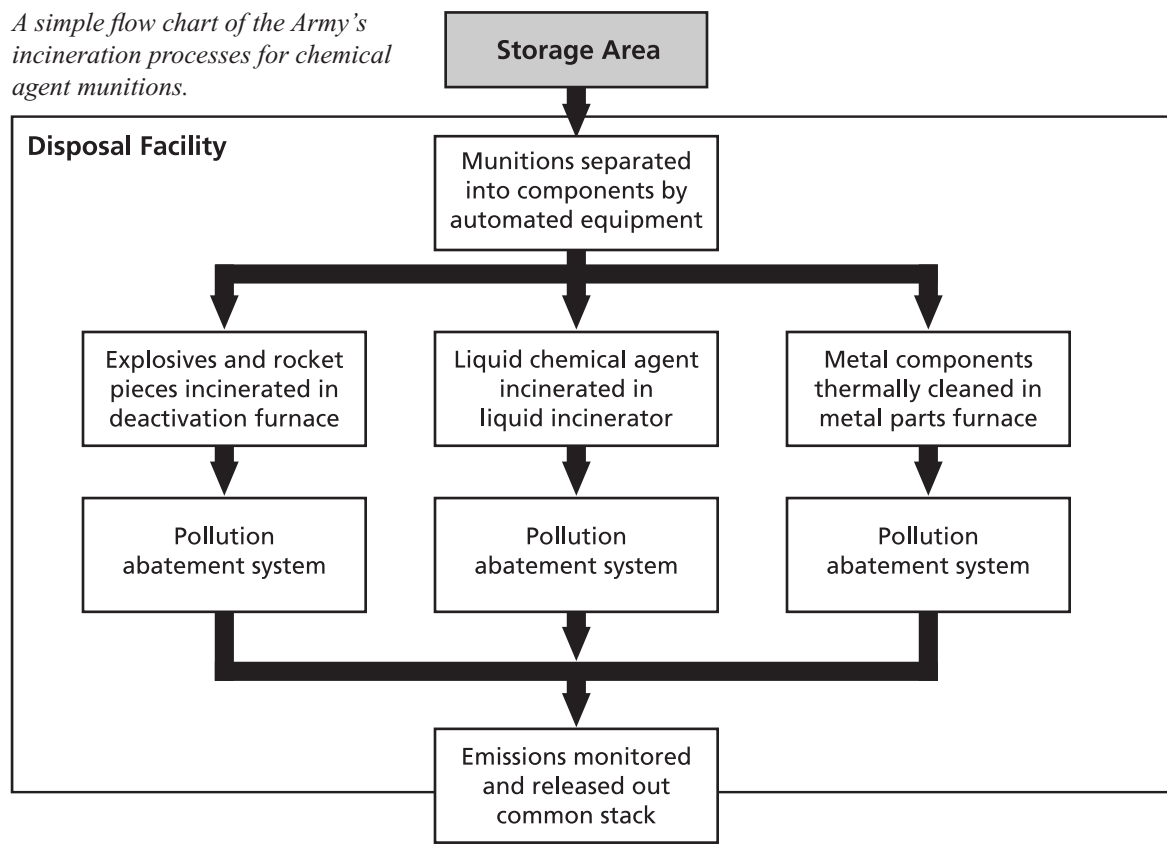 A simple flow chart of the Army’s
incineration processes for chemical
agent munitions.
Storage Area
Disposal Facility
Munitions separated
into components by
automated equipment
Explosives and rocket
pieces incinerated in
deactivation furnace
Liquid chemical agent
incinerated in
liquid incinerator
Metal components
thermally cleaned in
metal parts furnace
Pollution
abatement system
Pollution
abatement system
Pollution
abatement system
Emissions monitored
and released out
common stack